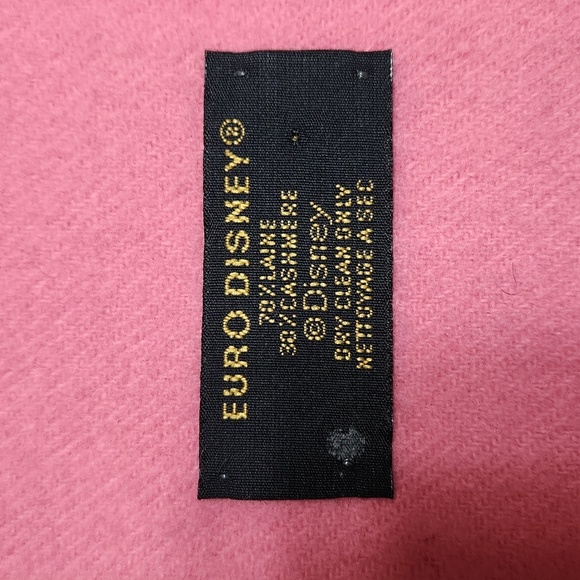 EURO DISNEY®
70% LAINE
30% CASHMERE
©Disney
DRY CLEAN ONLY
NETTOYAGE A SEC